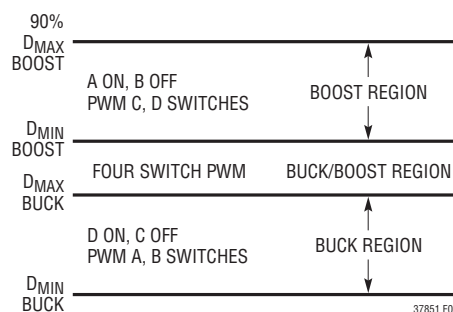 90%
DMAX
BOOST
A ON, B OFF
PWM C, D SWITCHES
BOOST REGION
DMIN
BOOST
FOUR SWITCH PWM
BUCK/BOOST REGION
DMAX
BUCK
D ON, C OFF
PWM A, B SWITCHES
BUCK REGION
DMIN
BUCK
37851 F0